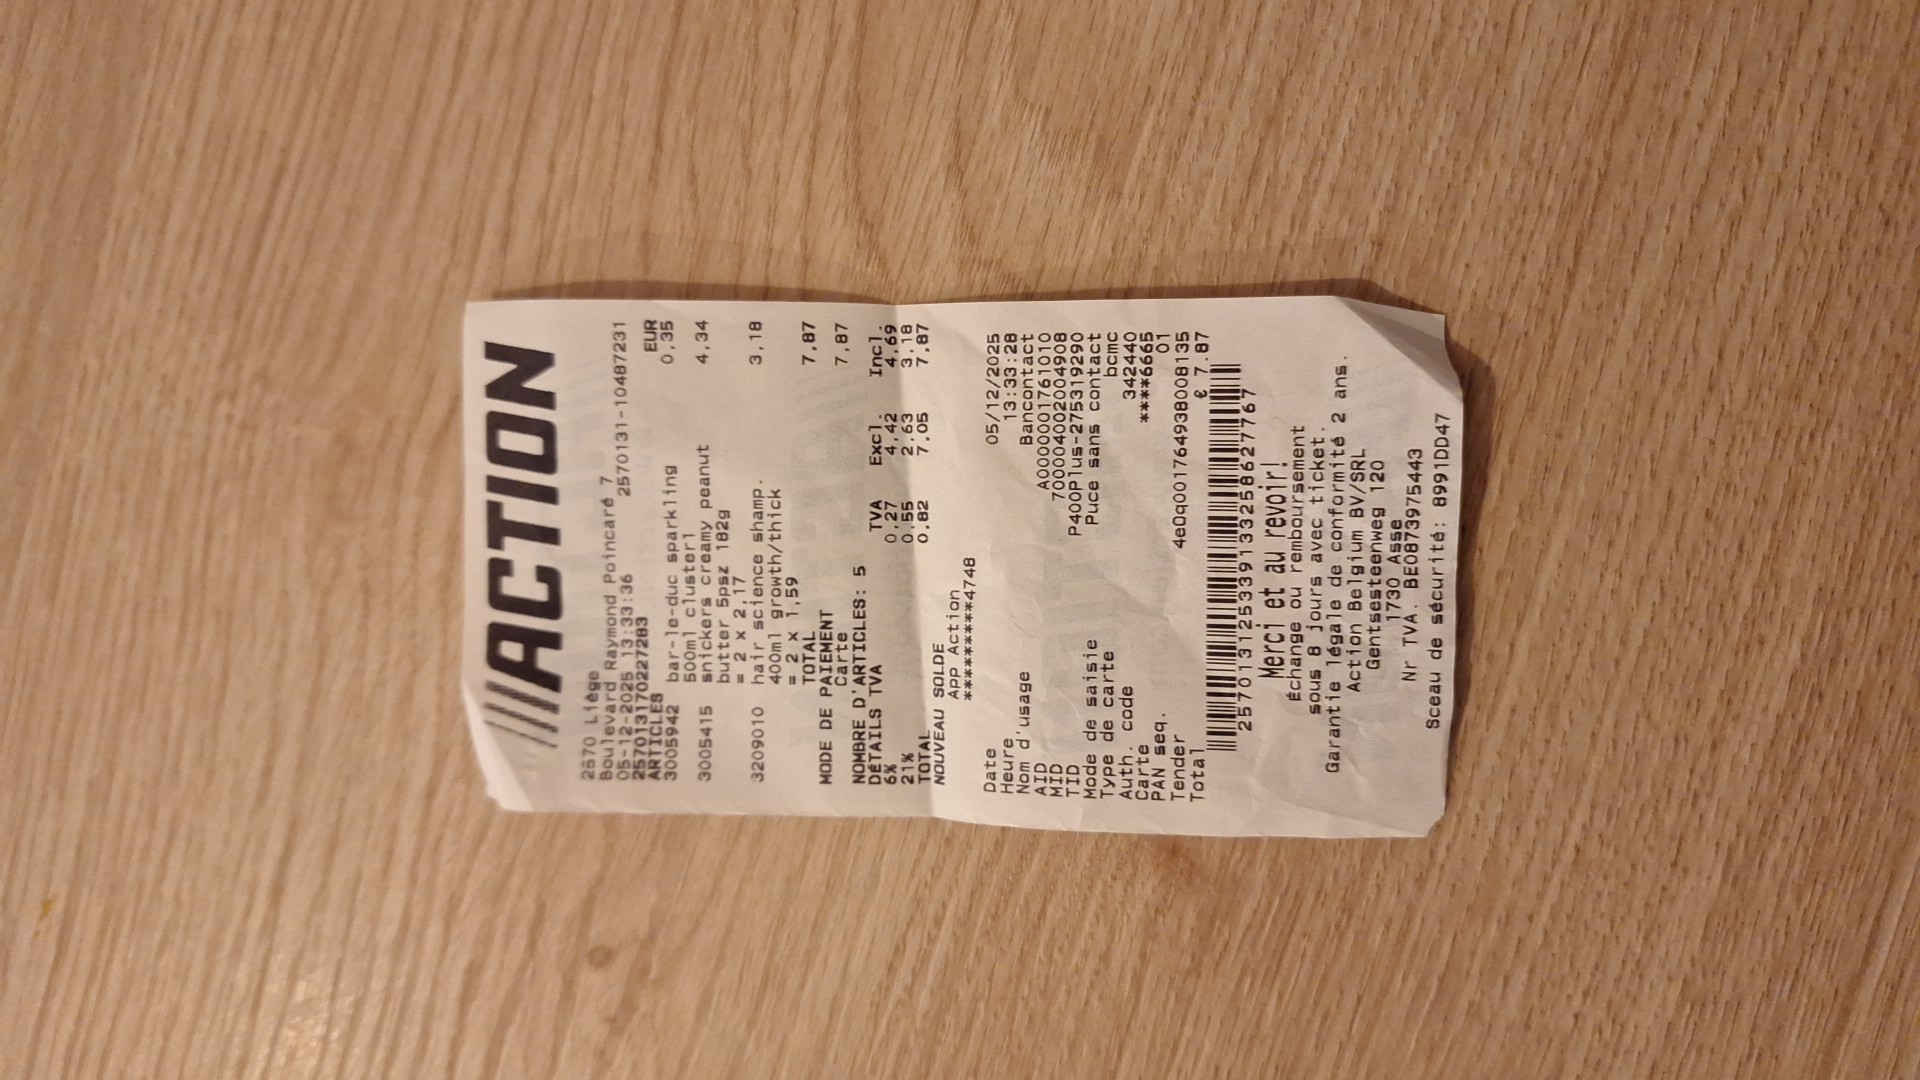 ACTION
2570 Liège
Boulevard Raymond Poincaré 7
05-12-2025 13:33:36 2570131-10487231
2570131170227283
ARTICLES EUR
3005942 bar-le-duc sparkling 0,35
500ml cluster1
3005415 snickers creamy peanut 4,34
butter 5psz 182g
= 2 x 2,17
3209010 hair science shamp. 3,18
400ml growth/thick
= 2 x 1,59
TOTAL 7,87
MODE DE PAIEMENT
Carte 7,87
NOMBRE D'ARTICLES: 5
DÉTAILS TVA TVA Excl. Incl.
6% 0,27 4,42 4,69
21% 0,55 2,63 3,18
TOTAL 0,82 7,05 7,87
NOUVEAU SOLDE
App Action
*********4748
Date 05/12/2025
Heure 13:33:28
Nom d'usage Bancontact
AID A0000001761010
MID 70004002004908
TID P400Plus-275319290
Mode de saisie Puce sans contact
Type de carte bcmc
Auth. code 342440
Carte ****6665
PAN seq. 01
Tender 4e0q001764938008135
Total € 7.87
257013125339133258627767
Merci et au revoir!
Échange ou remboursement
sous 8 jours avec ticket.
Garantie légale de conformité 2 ans.
Action Belgium BV/SRL
Gentsesteenweg 120
1730 Asse
Nr TVA. BE0873975443
Sceau de sécurité: 8991DD47